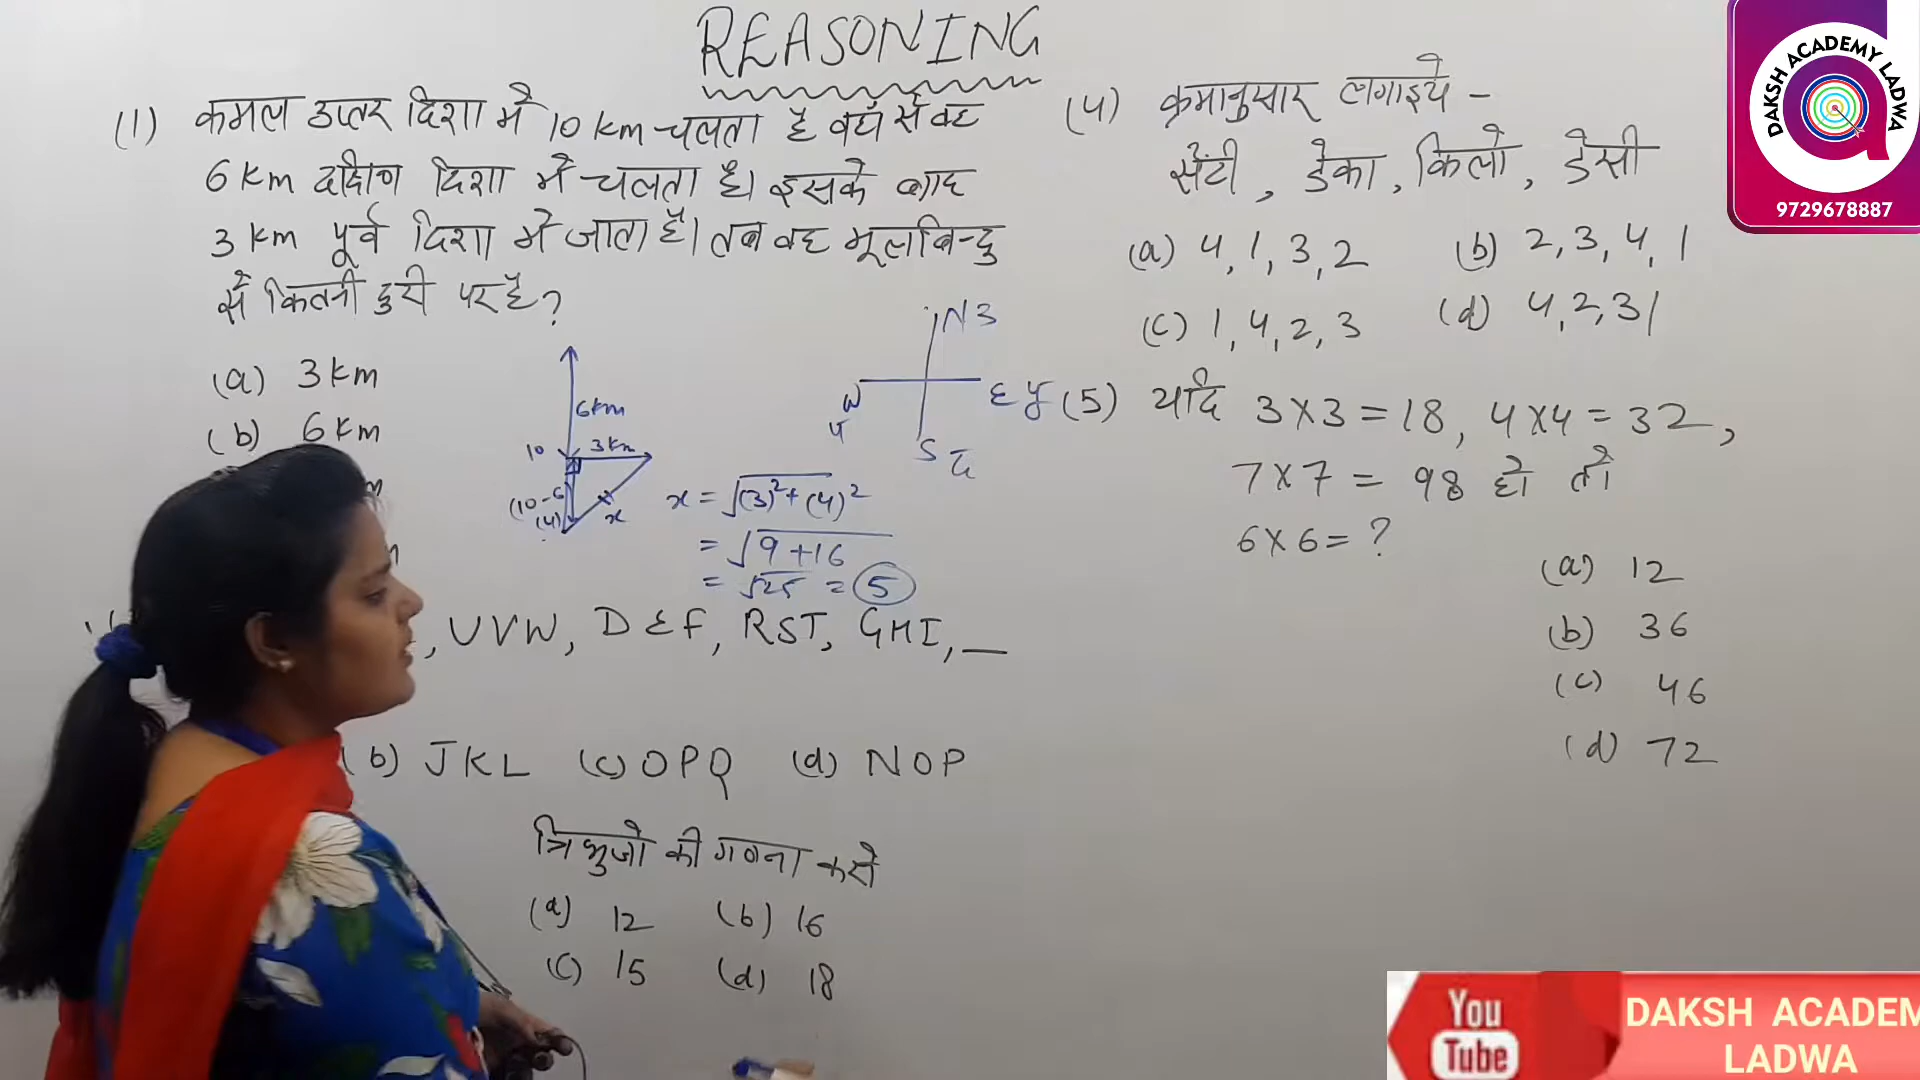 REASONING
(1) कमल उत्तर दिशा में 10 km चलता है वहाँ से वह
6 km दक्षिण दिशा में चलता है। इसके बाद
3 km पूर्व दिशा में जाता है। तब वह मूलबिन्दु
से कितनी दुरी पर है?
(a) 3 km
(b) 6 km
6km
10
3km
(10-6
(4)
x
x = √(3)²+(4)²
= √9+16
= √25 = 5
N उ
W
E पू
S द
, UVW, DEF, RST, GHI, __
(b) JKL (c) OPQ (d) NOP
त्रिभुजो की गणना करो
(a) 12 (b) 16
(c) 15 (d) 18
(4) क्रमानुसार लगाइये -
सेंटी, डेका, किलो, डेसी
(a) 4, 1, 3, 2 (b) 2, 3, 4, 1
(c) 1, 4, 2, 3 (d) 4, 2, 3 1
(5) यदि 3×3 = 18, 4×4 = 32,
7×7 = 98 हो तो
6×6 = ?
(a) 12
(b) 36
(c) 46
(d) 72
DAKSH ACADEMY LADWA
9729678887
You
Tube
DAKSH ACADEM
LADWA